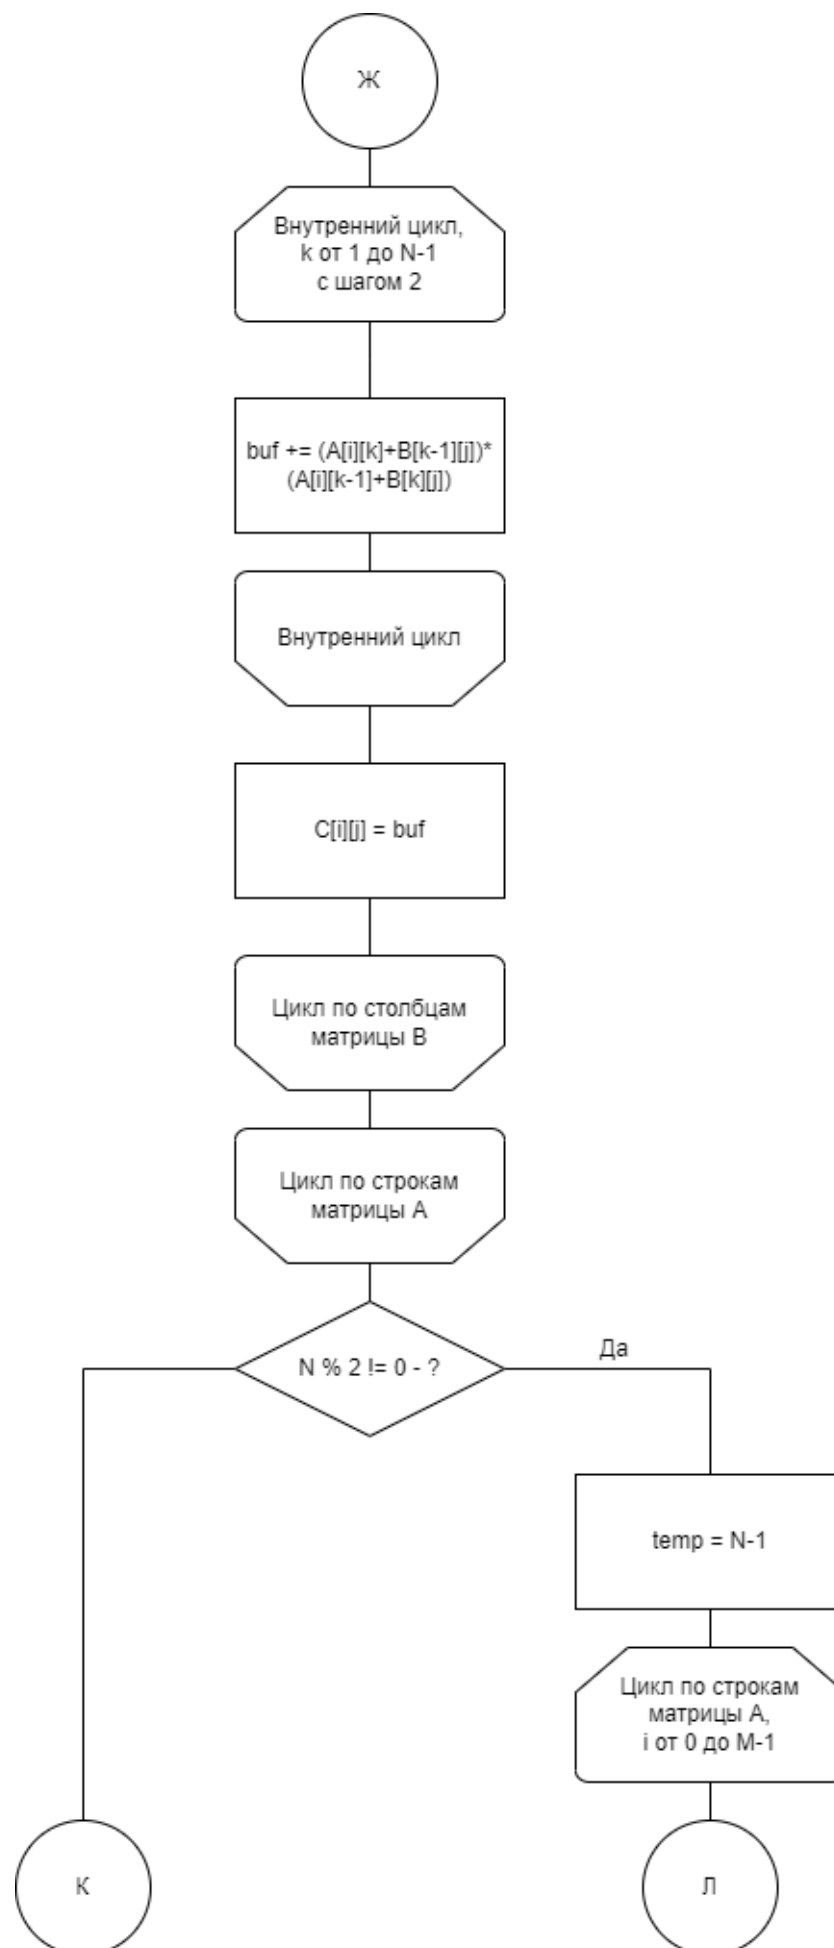 Ж
Внутренний цикл,
k от 1 до N-1
с шагом 2
buf += (A[i][k]+B[k-1][j])*
(A[i][k-1]+B[k][j])
Внутренний цикл
C[i][j] = buf
Цикл по столбцам
матрицы B
Цикл по строкам
матрицы A
N % 2 != 0 - ?
Да
temp = N-1
Цикл по строкам
матрицы A,
i от 0 до M-1
К
Л